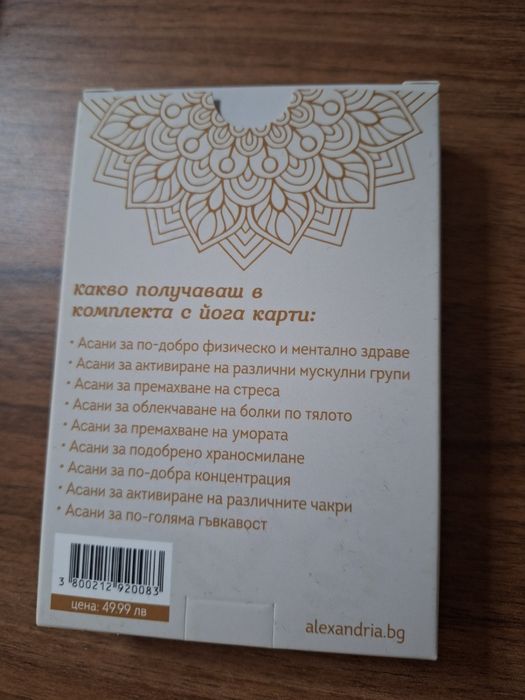 какво получаваш в
комплекта с йога карти:
• Асани за по-добро физическо и ментално здраве
• Асани за активиране на различни мускулни групи
• Асани за премахване на стреса
• Асани за облекчаване на болки по тялото
• Асани за премахване на умората
• Асани за подобрено храносмилане
• Асани за по-добра концентрация
• Асани за активиране на различните чакри
• Асани за по-голяма гъвкавост
3 800212 920083
цена: 49.99 лв
alexandria.bg